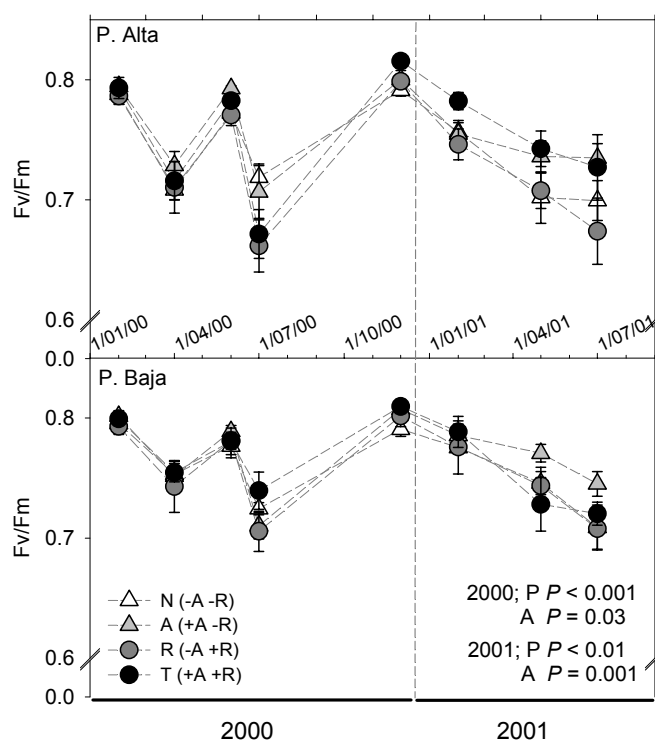 P. Alta
0.8
Fv/Fm
0.7
0.6
1/01/00 1/04/00 1/07/00 1/10/00 1/01/01 1/04/01 1/07/01
0.0
P. Baja
0.8
Fv/Fm
0.7
N (-A -R)
A (+A -R)
R (-A +R)
T (+A +R)
2000; P P < 0.001
A P = 0.03
2001; P P < 0.01
A P = 0.001
0.6
0.0
2000 2001